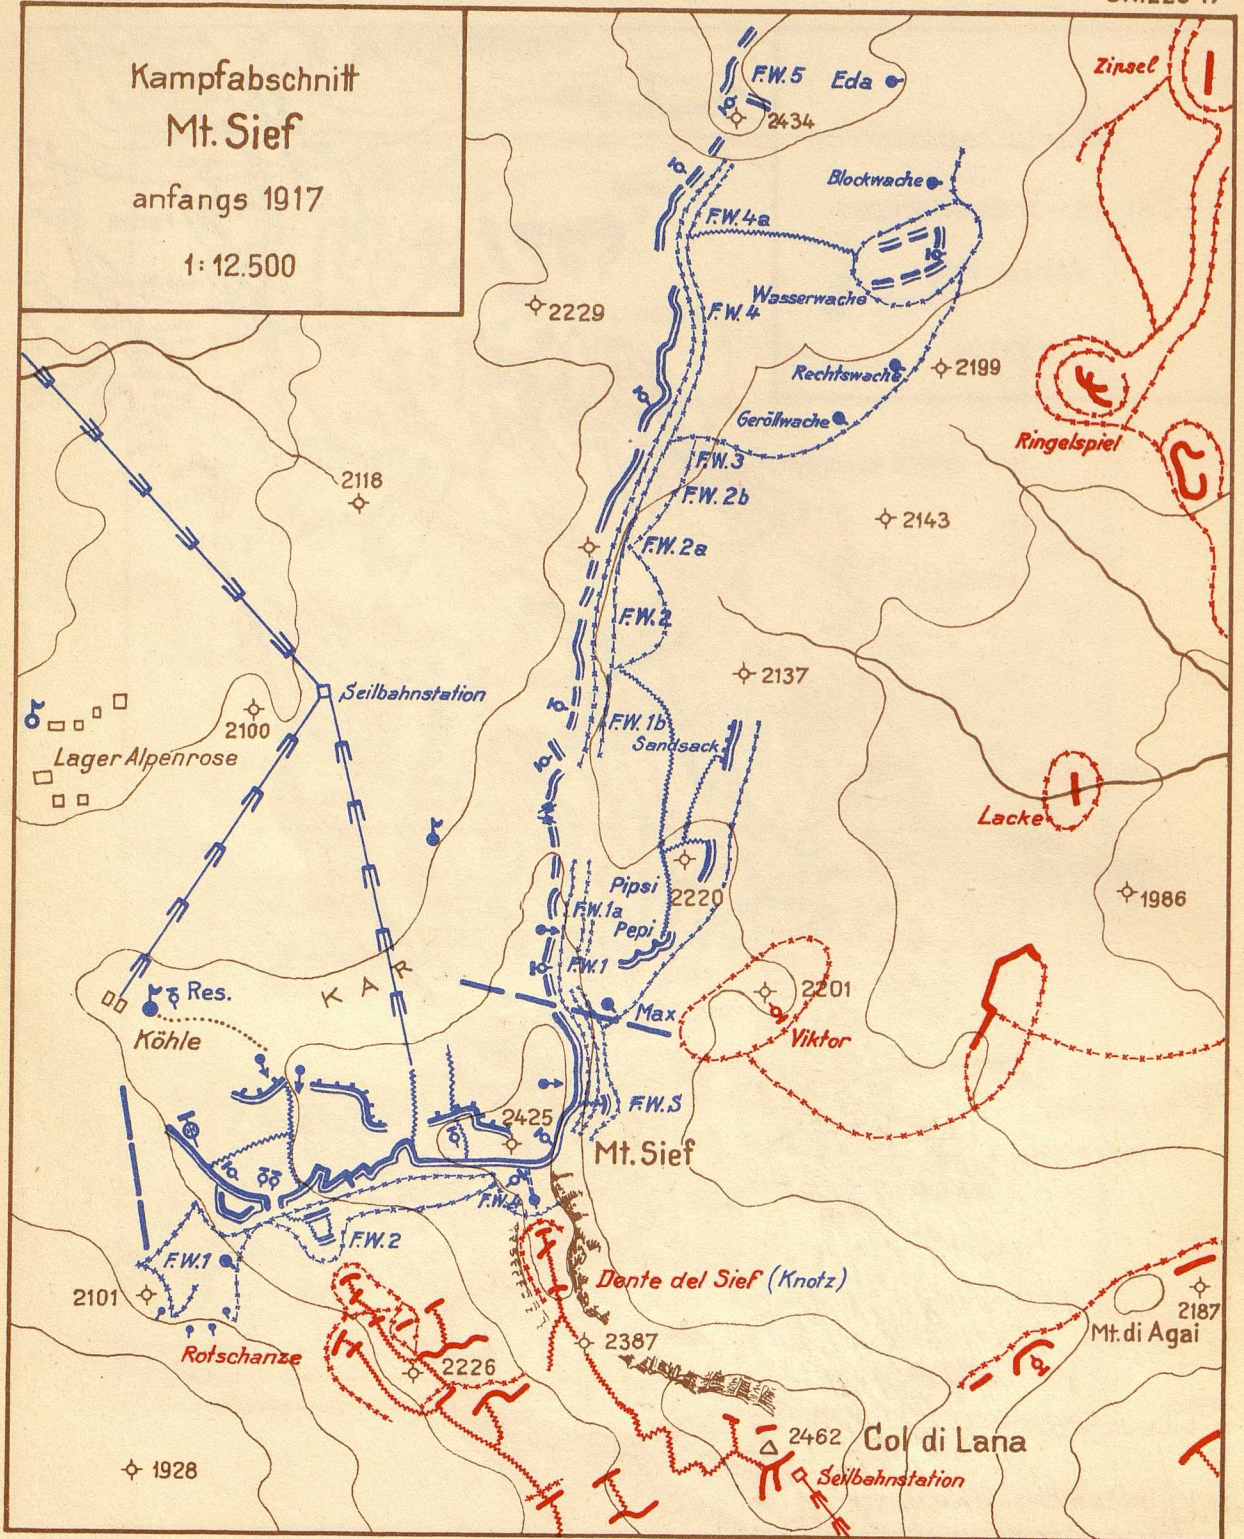 Kampfabschnitt
Mt. Sief
anfangs 1917
1:12.500
F.W.5
Eda
Zinsel
2434
Blockwache
F.W.4a
Wasserwache
2229
F.W.4
Rechtswache
2199
Geröllwache
Ringelspiel
F.W.3
2118
F.W.2b
2143
F.W.2a
F.W.2
2137
Seilbahnstation
2100
F.W.1b
Sandsack
Lager Alpenrose
Lacke
Pipsi
2220
1986
F.W.1a
Pepi
F.W.1
KAR
2201
Res.
Max
Viktor
Köhle
F.W.S
2425
Mt. Sief
F.W.2
F.W.1
Dente del Sief (Knotz)
2101
2187
Mt. di Agai
2387
Rotschanze
2226
2462
Col di Lana
1928
Seilbahnstation